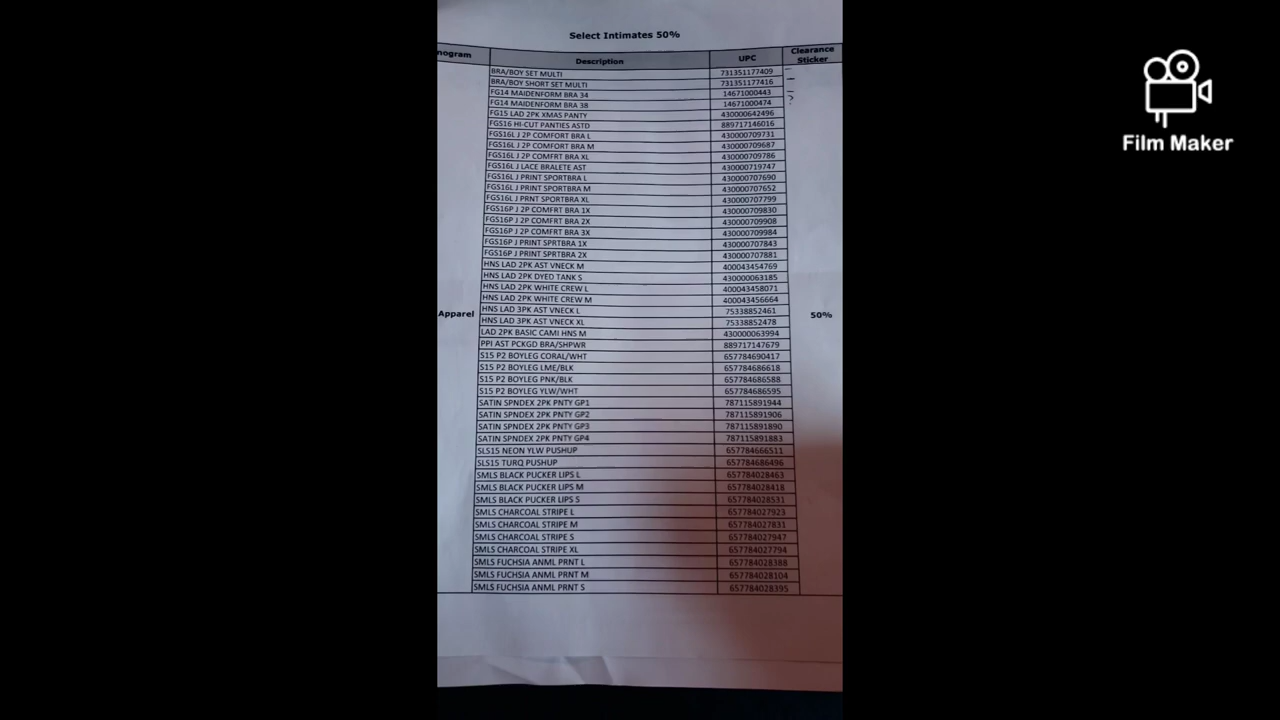 Select Intimates 50%
nogram Description UPC Clearance Sticker
BRA/BOY SET MULTI 731351177409
BRA/BOY SHORT SET MULTI 731351177416
FG14 MAIDENFORM BRA 34 14671000443
FG14 MAIDENFORM BRA 38 14671000474
FG15 LAD 2PK XMAS PANTY 430000642496
FGS16 HI-CUT PANTIES ASTD 889717146016
FGS16L J 2P COMFORT BRA L 430000709731
FGS16L J 2P COMFORT BRA M 430000709687
FGS16L J 2P COMFRT BRA XL 430000709786
FGS16L J LACE BRALETE AST 430000719747
FGS16L J PRINT SPORTBRA L 430000707690
FGS16L J PRINT SPORTBRA M 430000707652
FGS16L J PRNT SPORTBRA XL 430000707799
FGS16P J 2P COMFRT BRA 1X 430000709830
FGS16P J 2P COMFRT BRA 2X 430000709908
FGS16P J 2P COMFRT BRA 3X 430000709984
FGS16P J PRINT SPRTBRA 1X 430000707843
FGS16P J PRINT SPRTBRA 2X 430000707881
HNS LAD 2PK AST VNECK M 400043454769
HNS LAD 2PK DYED TANK S 430000063185
HNS LAD 2PK WHITE CREW L 400043458071
HNS LAD 2PK WHITE CREW M 400043456664
HNS LAD 3PK AST VNECK L 75338852461
Apparel 50%
HNS LAD 3PK AST VNECK XL 75338852478
LAD 2PK BASIC CAMI HNS M 430000063994
PPI AST PCKGD BRA/SHPWR 889717147679
S15 P2 BOYLEG CORAL/WHT 657784690417
S15 P2 BOYLEG LME/BLK 657784686618
S15 P2 BOYLEG PNK/BLK 657784686588
S15 P2 BOYLEG YLW/WHT 657784686595
SATIN SPNDEX 2PK PNTY GP1 787115891944
SATIN SPNDEX 2PK PNTY GP2 787115891906
SATIN SPNDEX 2PK PNTY GP3 787115891890
SATIN SPNDEX 2PK PNTY GP4 787115891883
SLS15 NEON YLW PUSHUP 657784666511
SLS15 TURQ PUSHUP 657784686496
SMLS BLACK PUCKER LIPS L 657784028463
SMLS BLACK PUCKER LIPS M 657784028418
SMLS BLACK PUCKER LIPS S 657784028531
SMLS CHARCOAL STRIPE L 657784027923
SMLS CHARCOAL STRIPE M 657784027831
SMLS CHARCOAL STRIPE S 657784027947
SMLS CHARCOAL STRIPE XL 657784027794
SMLS FUCHSIA ANML PRNT L 657784028388
SMLS FUCHSIA ANML PRNT M 657784028104
SMLS FUCHSIA ANML PRNT S 657784028395
Film Maker